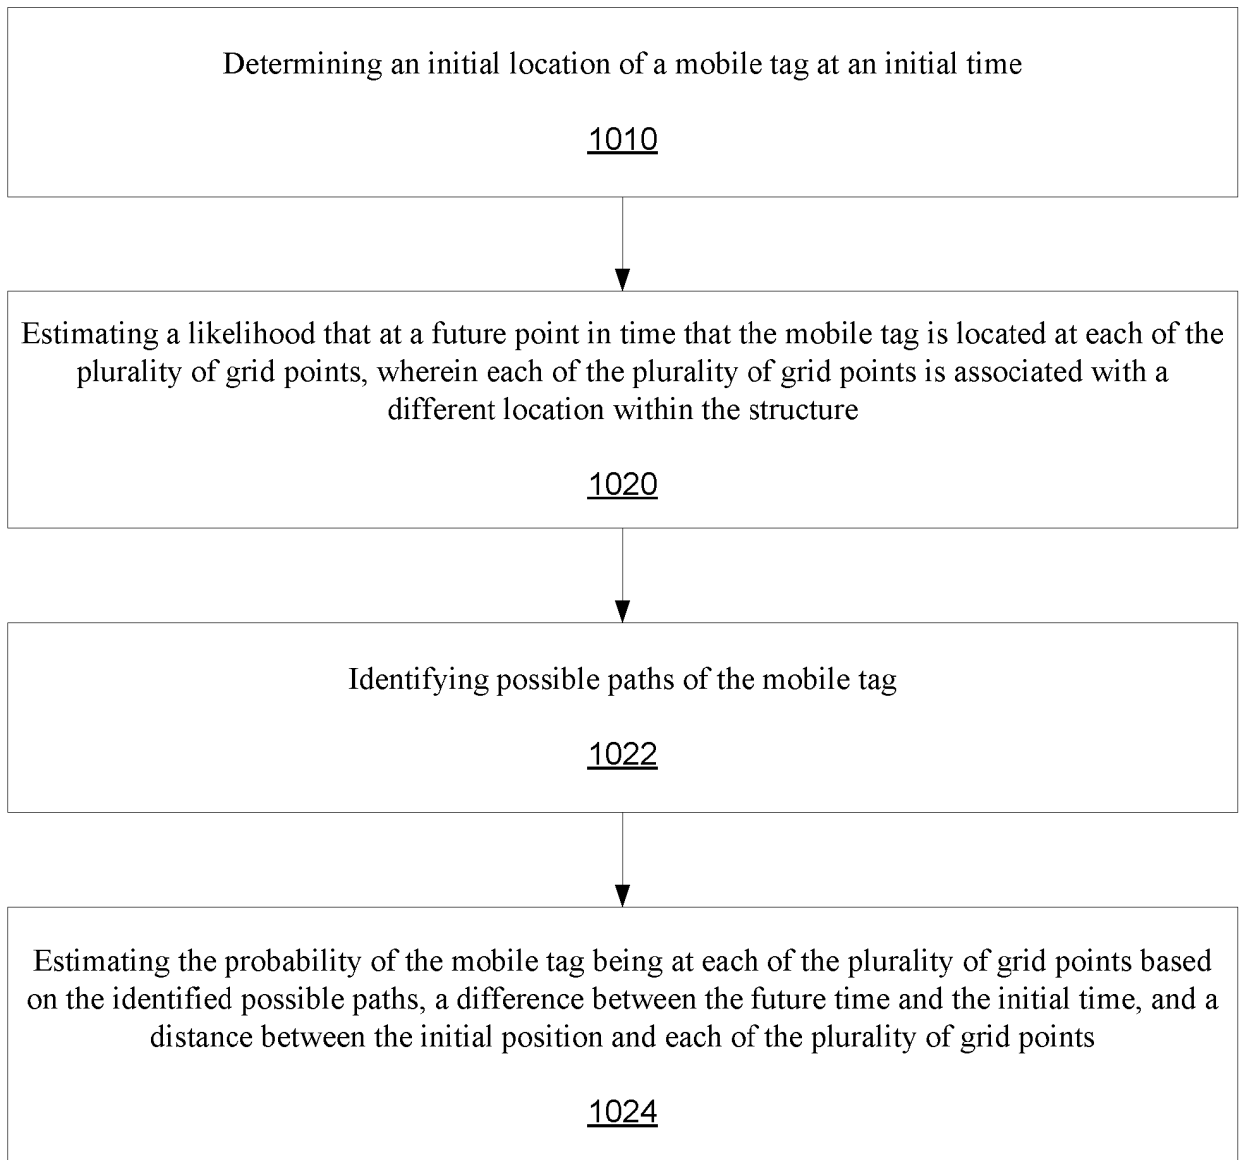 Determining an initial location of a mobile tag at an initial time
1010
Estimating a likelihood that at a future point in time that the mobile tag is located at each of the
plurality of grid points, wherein each of the plurality of grid points is associated with a
different location within the structure
1020
Identifying possible paths of the mobile tag
1022
Estimating the probability of the mobile tag being at each of the plurality of grid points based
on the identified possible paths, a difference between the future time and the initial time, and a
distance between the initial position and each of the plurality of grid points
1024